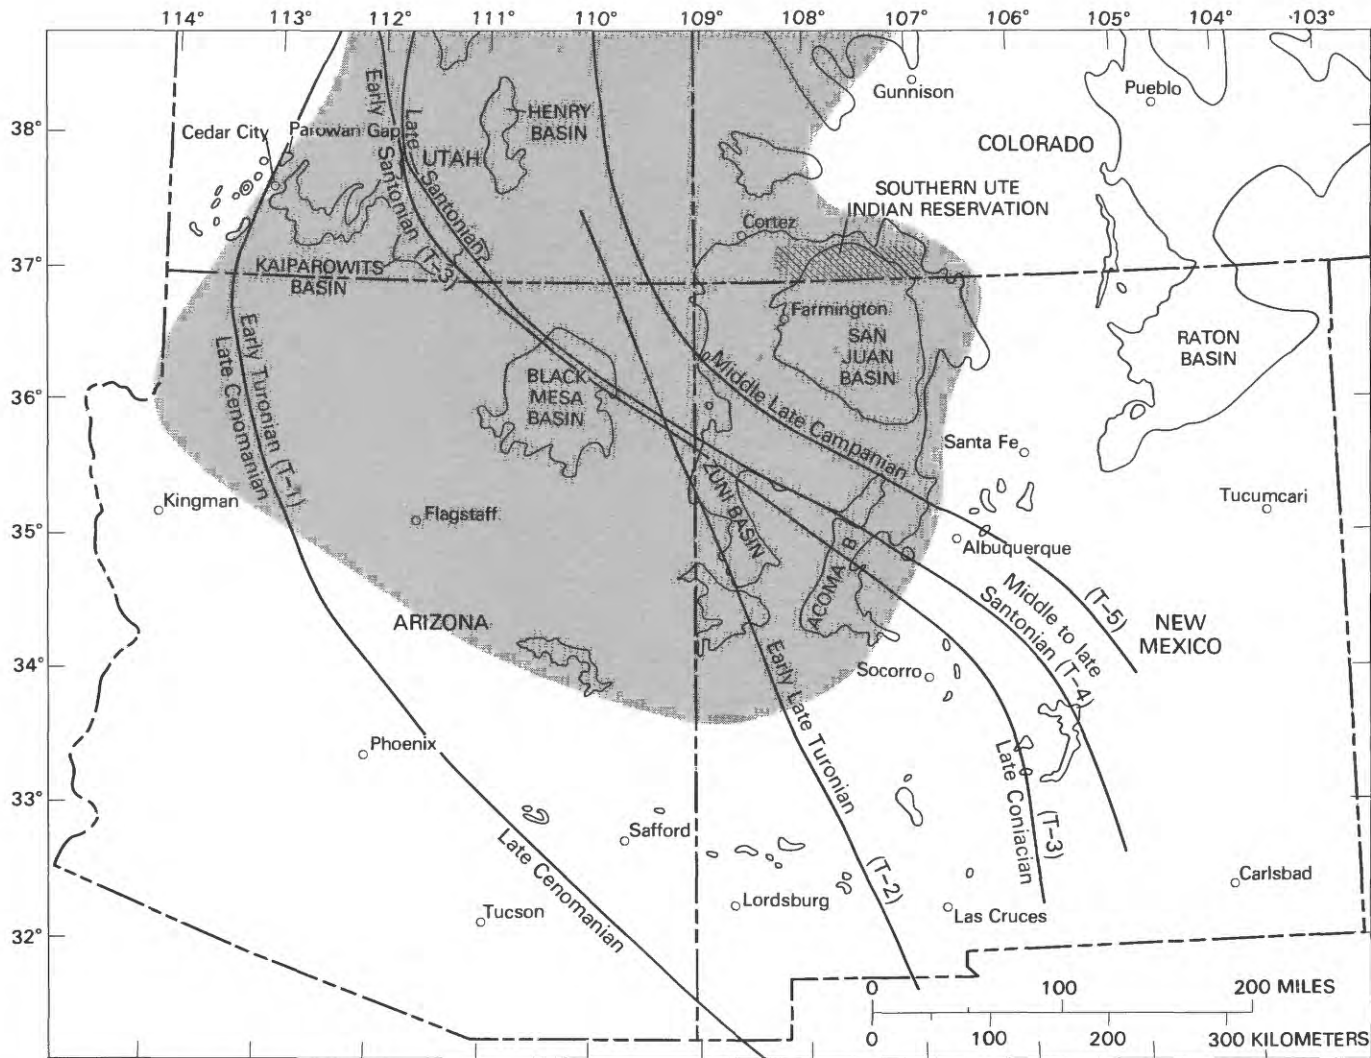 114° 113° 112° 111° 110° 109° 108° 107° 106° 105° 104° 103°
38°
37°
36°
35°
34°
33°
32°
Gunnison
Pueblo
Cedar City
Parowan Gap
HENRY
BASIN
UTAH
COLORADO
Early Santonian (T-3)
Late Santonian
SOUTHERN UTE
INDIAN RESERVATION
Cortez
KAIPAROWITS
BASIN
Farmington
SAN
JUAN
BASIN
RATON
BASIN
Early Turonian (T-1)
Late Cenomanian
BLACK
MESA
BASIN
Middle Late Campanian
(T-5)
Santa Fe
Kingman
Flagstaff
ZUNI BASIN
Tucumcari
ACOMA B
Albuquerque
ARIZONA
Middle to late
Santonian (T-4)
NEW
MEXICO
Socorro
Early Late Turonian
(T-2)
Phoenix
Late Coniacian
(T-3)
Safford
Late Cenomanian
Carlsbad
Tucson
Lordsburg
Las Cruces
0 100 200 MILES
0 100 200 300 KILOMETERS